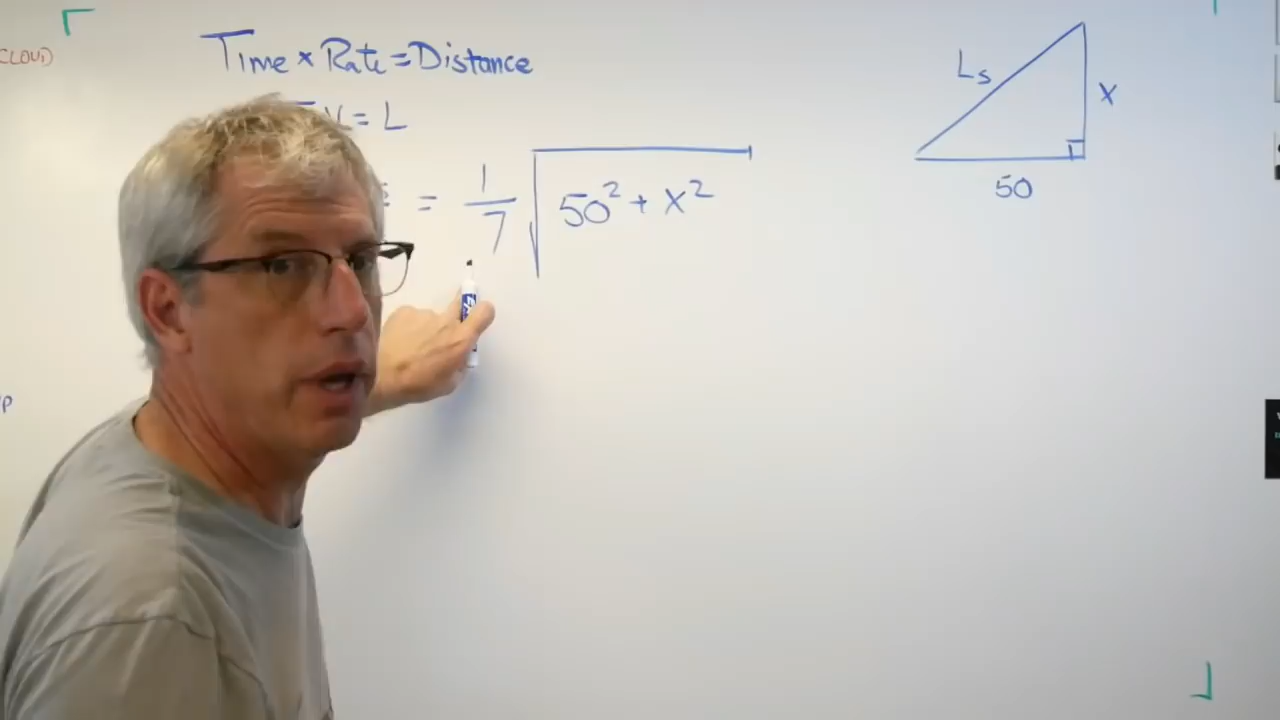 CLOUD)
Time × Rate = Distance
V = L
= 1/7 √50² + x²
Ls
x
50
P